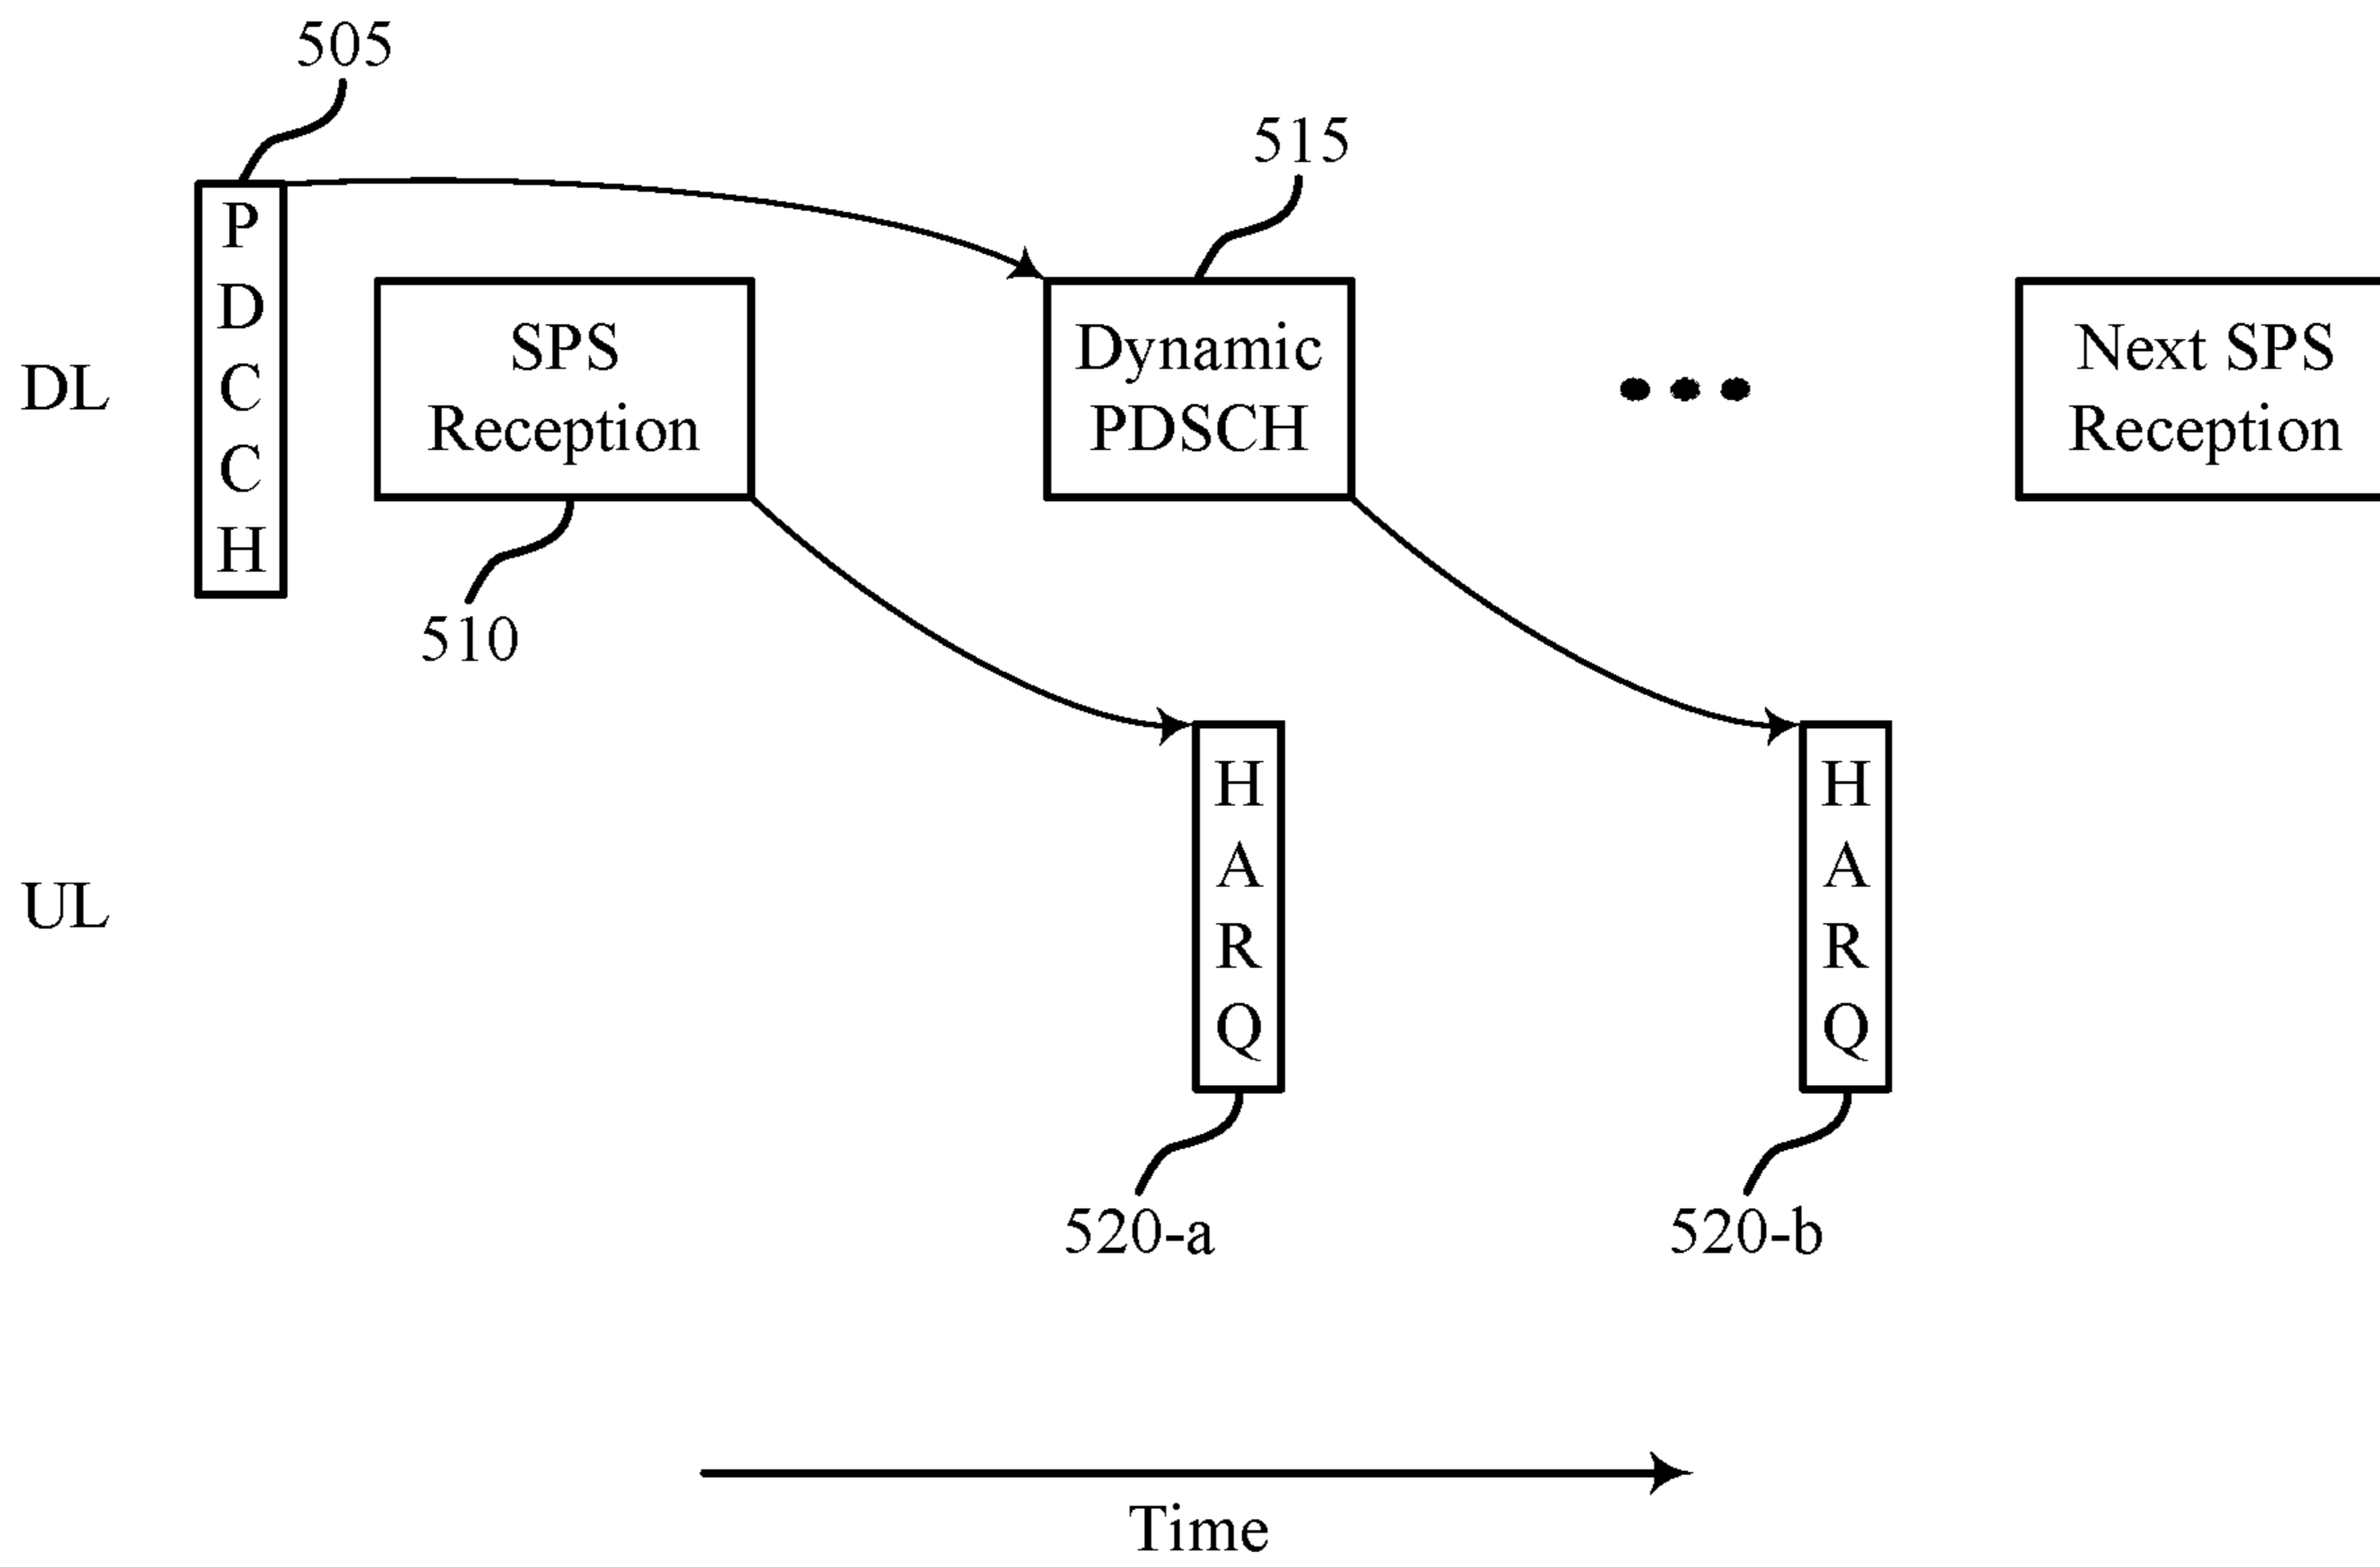 505
515
P
D
C
C
H
DL
SPS
Reception
Dynamic
PDSCH
Next SPS
Reception
510
UL
H
A
R
Q
H
A
R
Q
520-a
520-b
Time